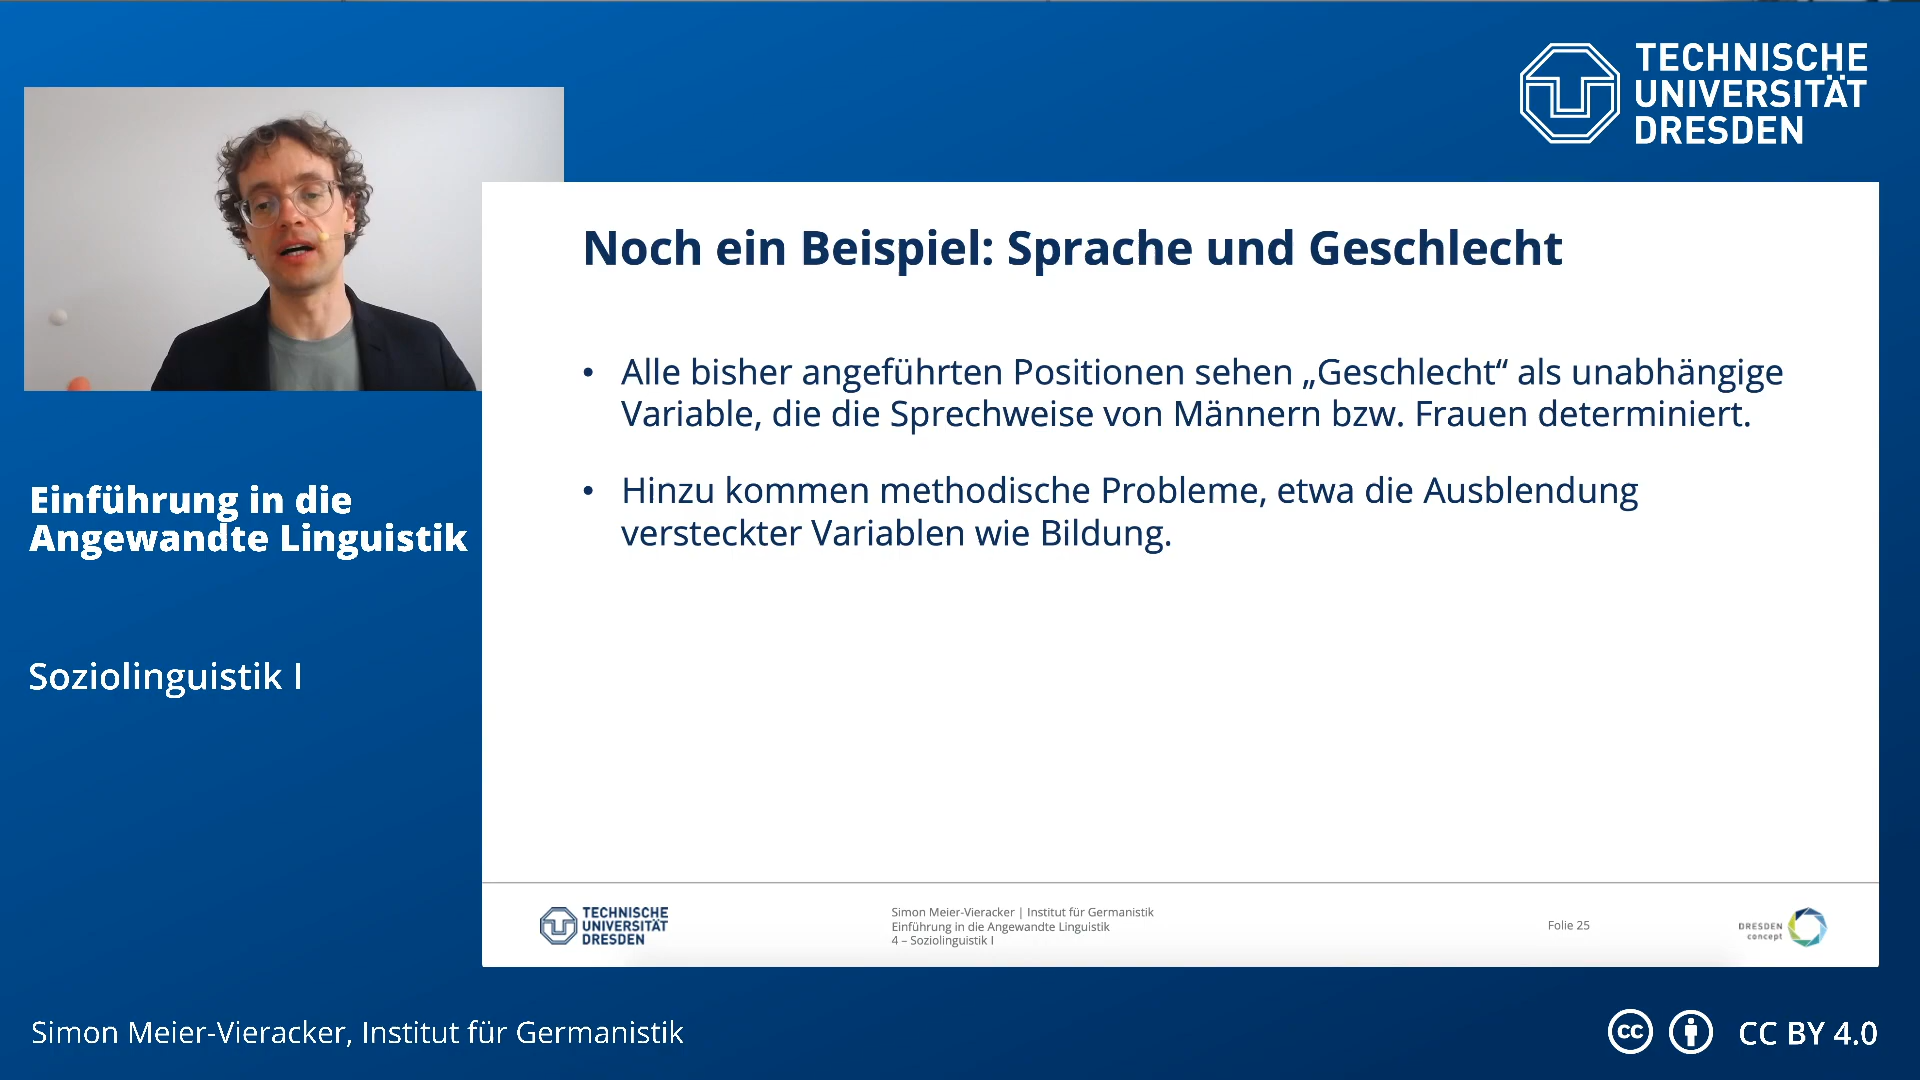 TECHNISCHE
UNIVERSITÄT
DRESDEN
Noch ein Beispiel: Sprache und Geschlecht
• Alle bisher angeführten Positionen sehen „Geschlecht“ als unabhängige
Variable, die die Sprechweise von Männern bzw. Frauen determiniert.
• Hinzu kommen methodische Probleme, etwa die Ausblendung
versteckter Variablen wie Bildung.
Einführung in die
Angewandte Linguistik
Soziolinguistik I
TECHNISCHE
UNIVERSITÄT
DRESDEN
Simon Meier-Vieracker | Institut für Germanistik
Einführung in die Angewandte Linguistik
4 – Soziolinguistik I
Folie 25
DRESDEN
concept
Simon Meier-Vieracker, Institut für Germanistik
cc
CC BY 4.0